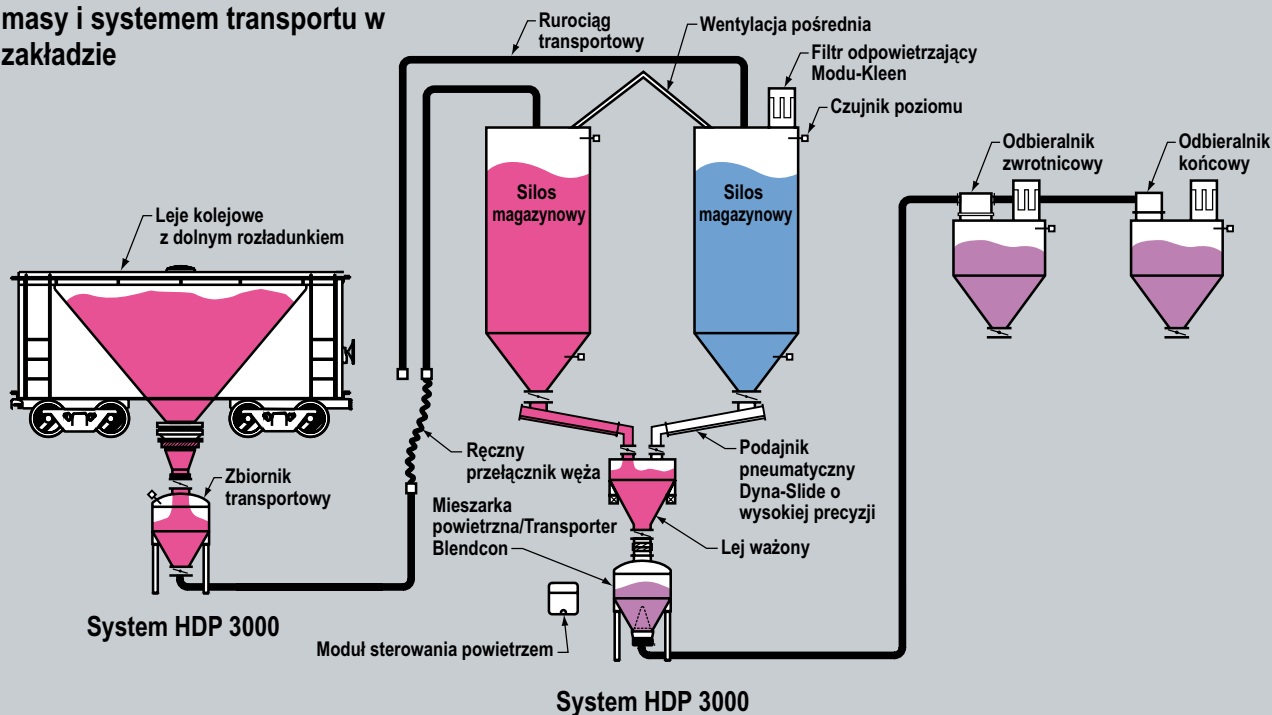 masy i systemem transportu w
zakładzie
Rurociąg
transportowy
Wentylacja pośrednia
Filtr odpowietrzający
Modu-Kleen
Czujnik poziomu
Odbieralnik
zwrotnicowy
Odbieralnik
końcowy
Leje kolejowe
z dolnym rozładunkiem
Silos
magazynowy
Silos
magazynowy
Zbiornik
transportowy
Ręczny
przełącznik węża
Podajnik
pneumatyczny
Dyna-Slide o
wysokiej precyzji
Mieszarka
powietrzna/Transporter
Blendcon
Lej ważony
System HDP 3000
Moduł sterowania powietrzem
System HDP 3000